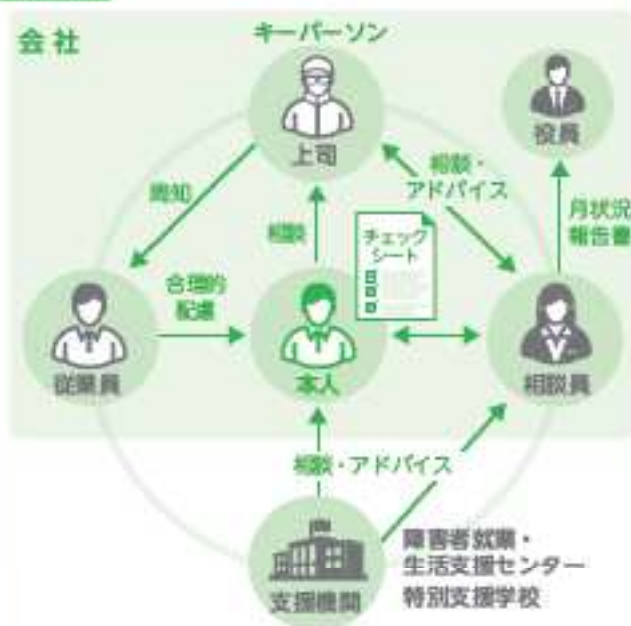 会社
キーパーソン
上司
役員
周知
相談
相談・
アドバイス
月状況
報告書
チェック
シート
合理的
配慮
従業員
本人
相談員
相談・アドバイス
支援機関
障害者就業・
生活支援センター
特別支援学校